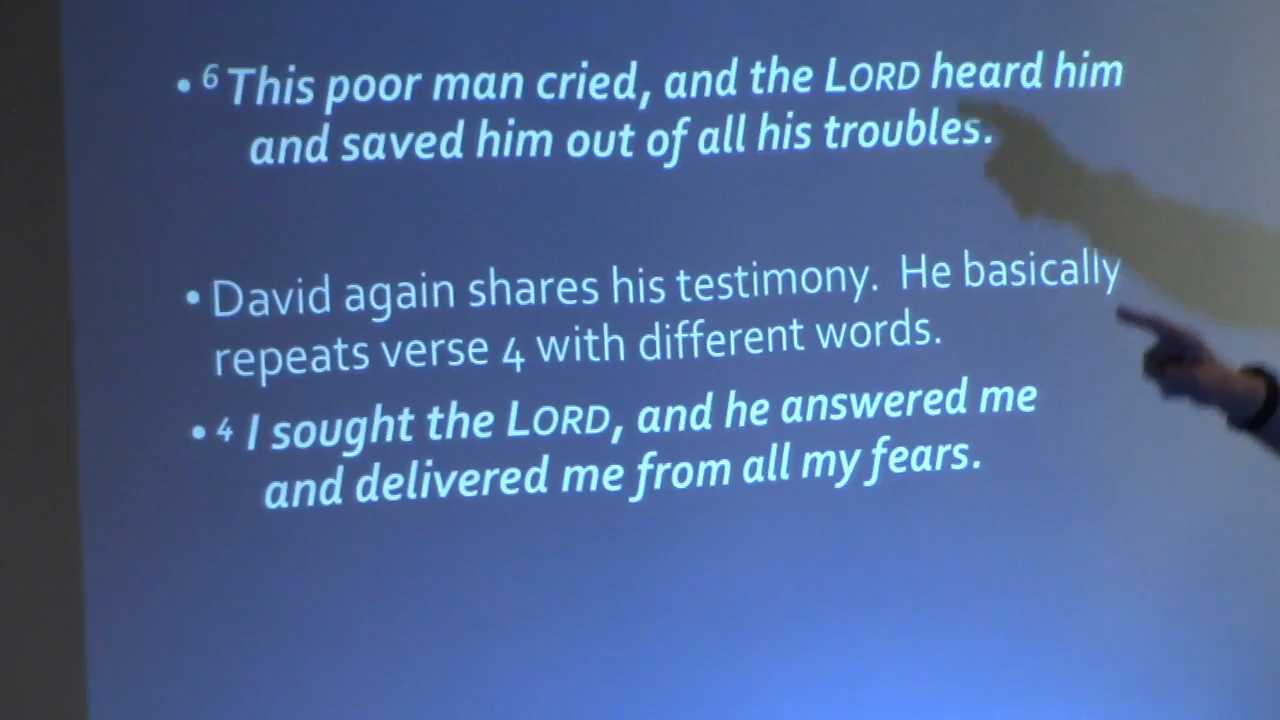 • 6 This poor man cried, and the LORD heard him
and saved him out of all his troubles.
• David again shares his testimony. He basically
repeats verse 4 with different words.
• 4 I sought the LORD, and he answered me
and delivered me from all my fears.